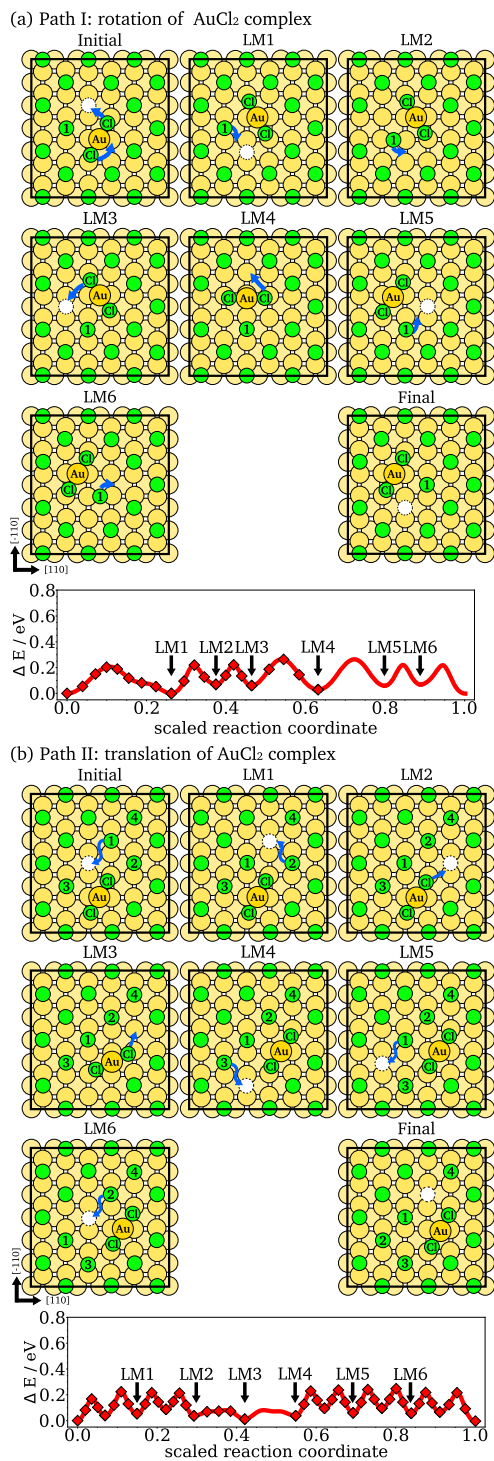 (a) Path I: rotation of AuCl₂ complex
Initial LM1 LM2
Cl Cl Cl
1 Cl 1 Au Au
Au Cl 1 Cl
Cl
LM3 LM4 LM5
Cl Cl
Au Cl Au Cl Au
Cl Cl
1 1 1
LM6 Final
Cl Cl
Au Au 1
Cl Cl
1
[-110]
[110]
0.8
0.6
0.4
0.2
0.0
Δ E / eV
LM1 LM2 LM3 LM4 LM5 LM6
0.0 0.2 0.4 0.6 0.8 1.0
scaled reaction coordinate
(b) Path II: translation of AuCl₂ complex
Initial LM1 LM2
4 4 4
1 2
2 1 2 1
3 Cl 3 Cl 3 Cl
Au Au Au
Cl Cl Cl
LM3 LM4 LM5
4 4 4
2 2 2
1 1 Cl 1 Cl
3 Cl 3 Au Au
Cl Au Cl Cl
3
LM6 Final
4 4
2
Cl 1 Cl
Au Au
1 Cl 2 Cl
3 3
[-110]
[110]
0.8
0.6
0.4
0.2
0.0
Δ E / eV
LM1 LM2 LM3 LM4 LM5 LM6
0.0 0.2 0.4 0.6 0.8 1.0
scaled reaction coordinate